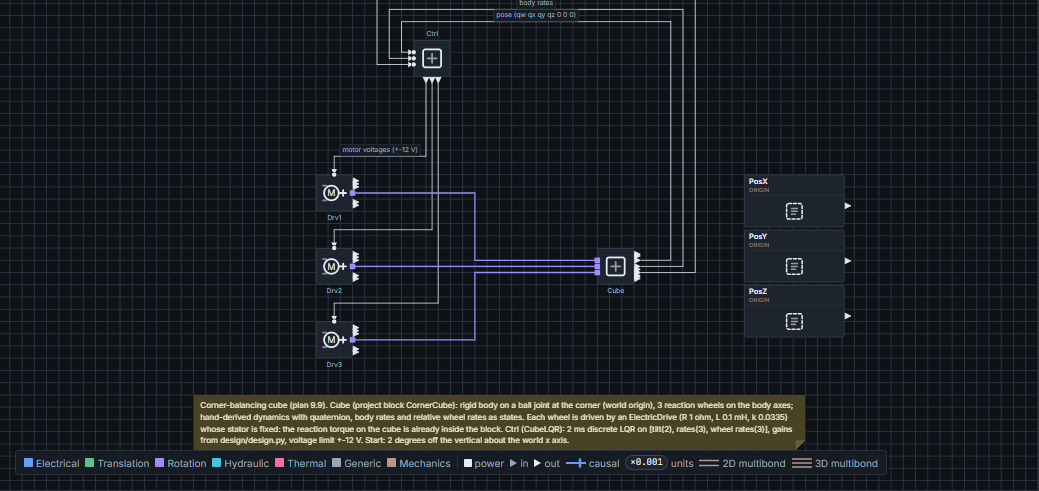 body rates
pose (qw qx qy qz 0 0 0)
Ctrl
motor voltages (+-12 V)
M
Drv1
PosX
ORIGIN
PosY
ORIGIN
M
Drv2
Cube
PosZ
ORIGIN
M
Drv3
Corner-balancing cube (plan 9.9). Cube (project block CornerCube): rigid body on a ball joint at the corner (world origin), 3 reaction wheels on the body axes;
hand-derived dynamics with quaternion, body rates and relative wheel rates as states. Each wheel is driven by an ElectricDrive (R 1 ohm, L 0.1 mH, k 0.0335)
whose stator is fixed: the reaction torque on the cube is already inside the block. Ctrl (CubeLQR): 2 ms discrete LQR on [tilt(2), rates(3), wheel rates(3)], gains
from design/design.py, voltage limit +-12 V. Start: 2 degrees off the vertical about the world x axis.
Electrical Translation Rotation Hydraulic Thermal Generic Mechanics power in out causal ×0.001 units 2D multibond 3D multibond